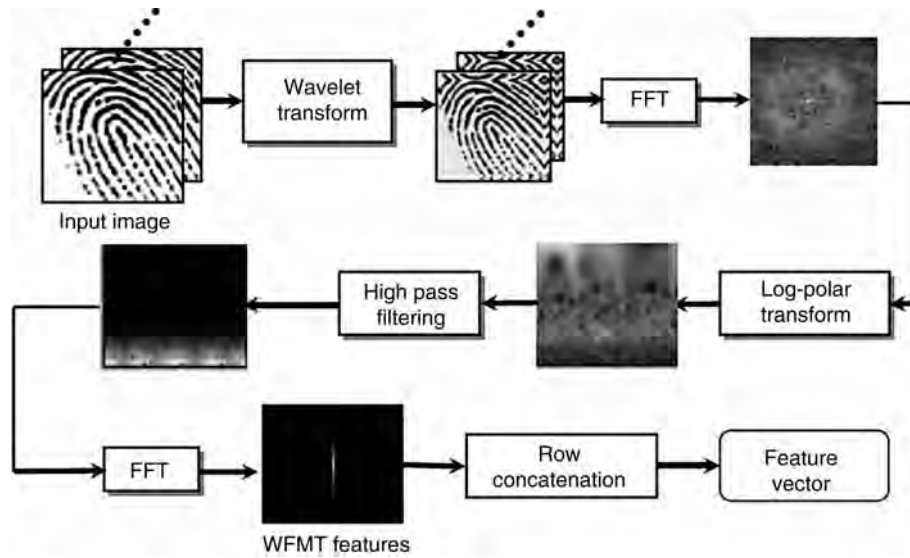 Wavelet
transform
FFT
Input image
High pass
filtering
Log-polar
transform
FFT
Row
concatenation
Feature
vector
WFMT features